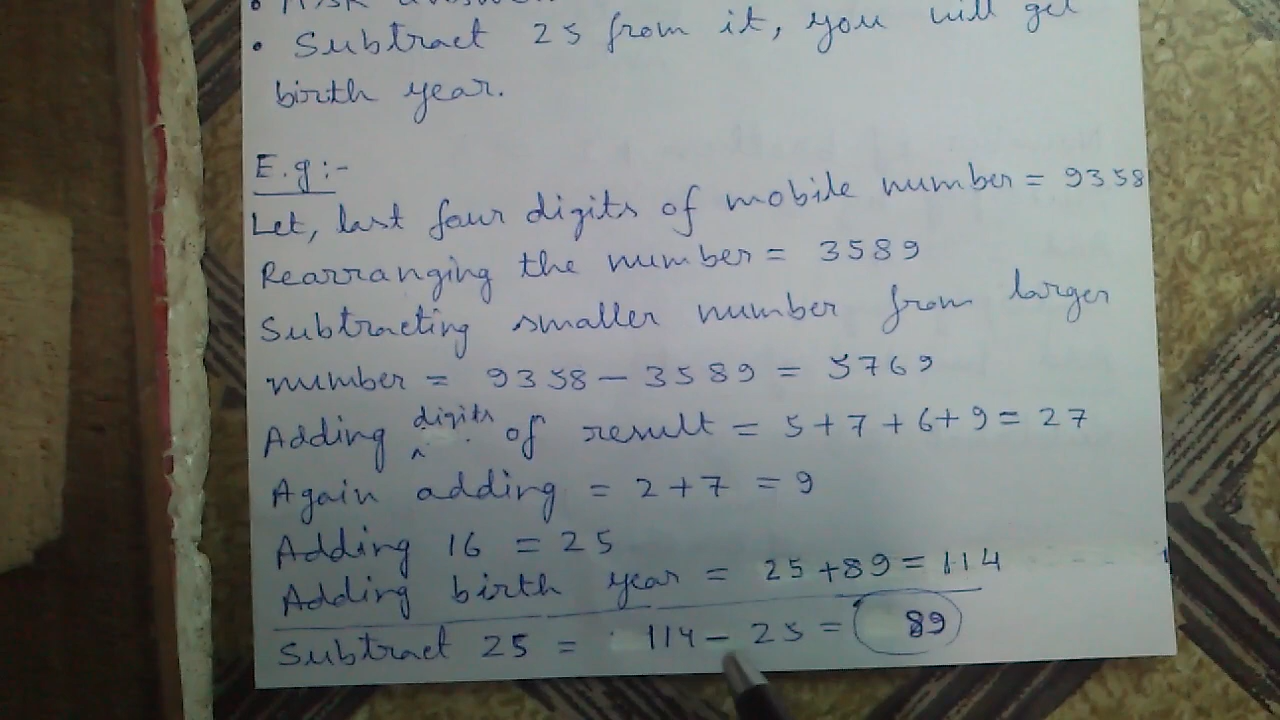 • Subtract 25 from it, you will get
birth year.
E.g:-
Let, last four digits of mobile number = 9358
Rearranging the number = 3589
Subtracting smaller number from larger
number = 9358 - 3589 = 5769
Adding digits of result = 5+7+6+9 = 27
Again adding = 2+7 = 9
Adding 16 = 25
Adding birth year = 25+89 = 114
Subtract 25 = 114 - 25 = 89